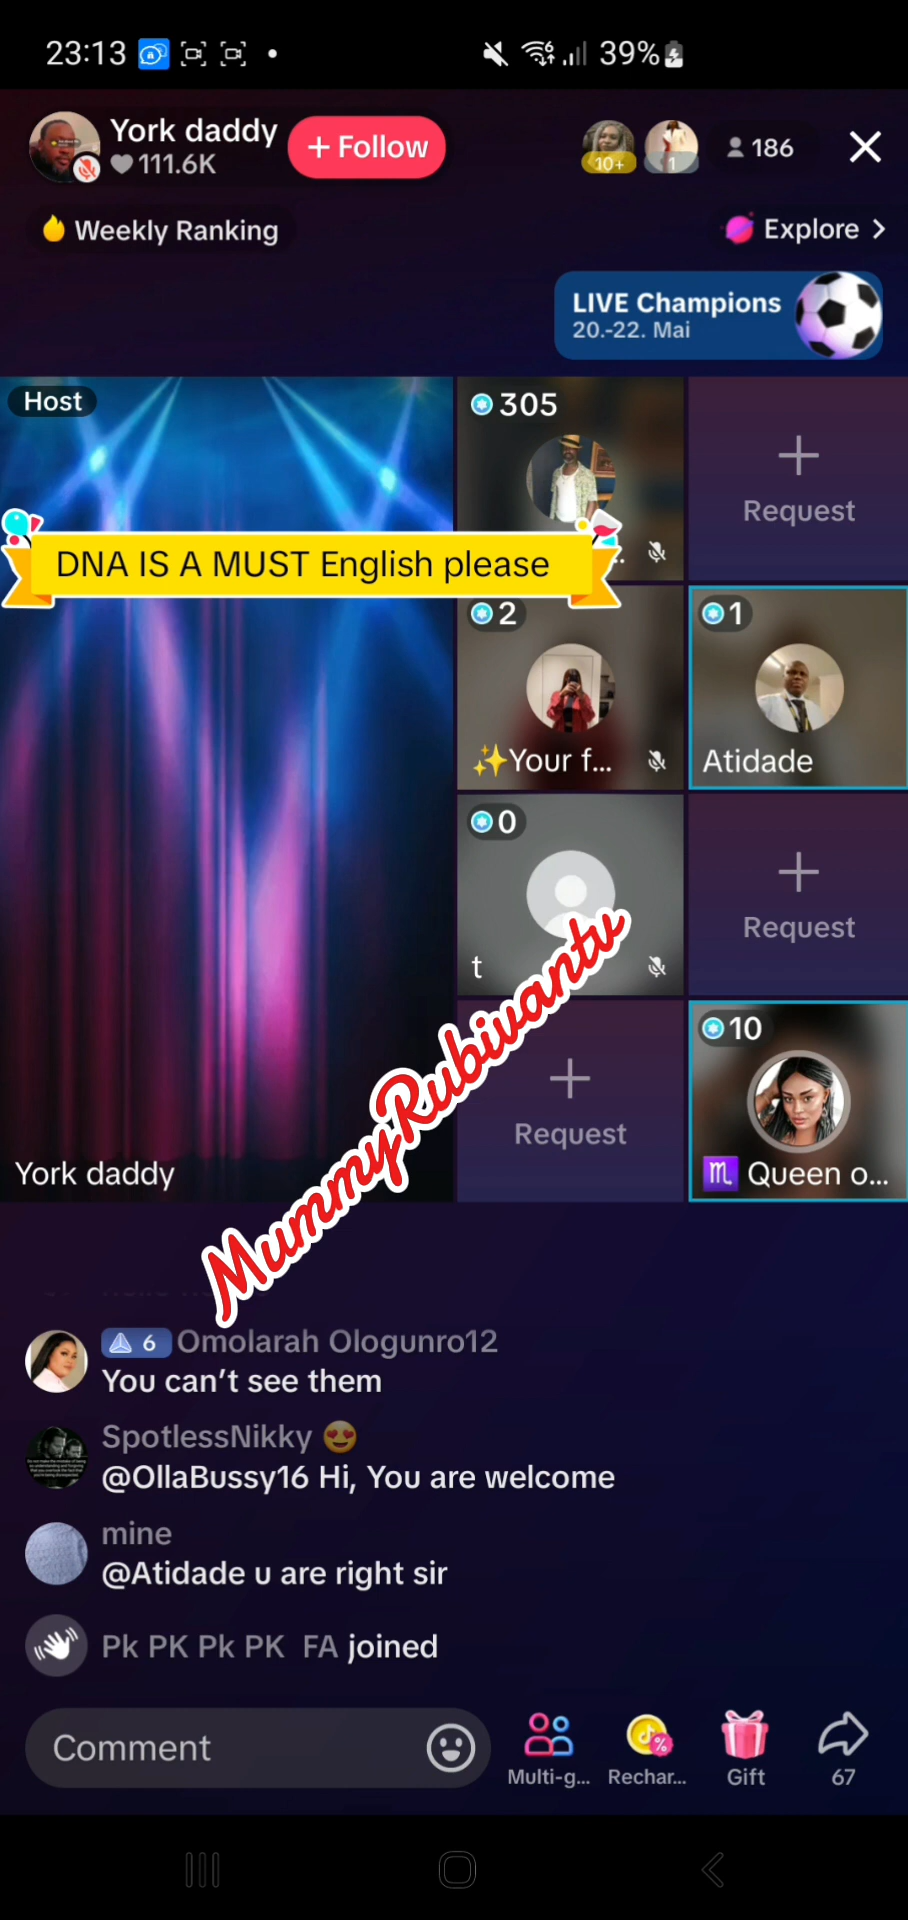 23:13
39%
York daddy
111.6K
+ Follow
10+
1
186
Weekly Ranking
Explore >
LIVE Champions
20.-22. Mai
Host
305
Request
DNA IS A MUST English please
2
✨Your f...
1
Atidade
0
t
Request
MummyRubivantv
Request
10
♏ Queen o...
York daddy
6 Omolarah Ologunro12
You can't see them
SpotlessNikky 😍
@OllaBussy16 Hi, You are welcome
mine
@Atidade u are right sir
Pk PK Pk PK FA joined
Comment
Multi-g...
Rechar...
Gift
67